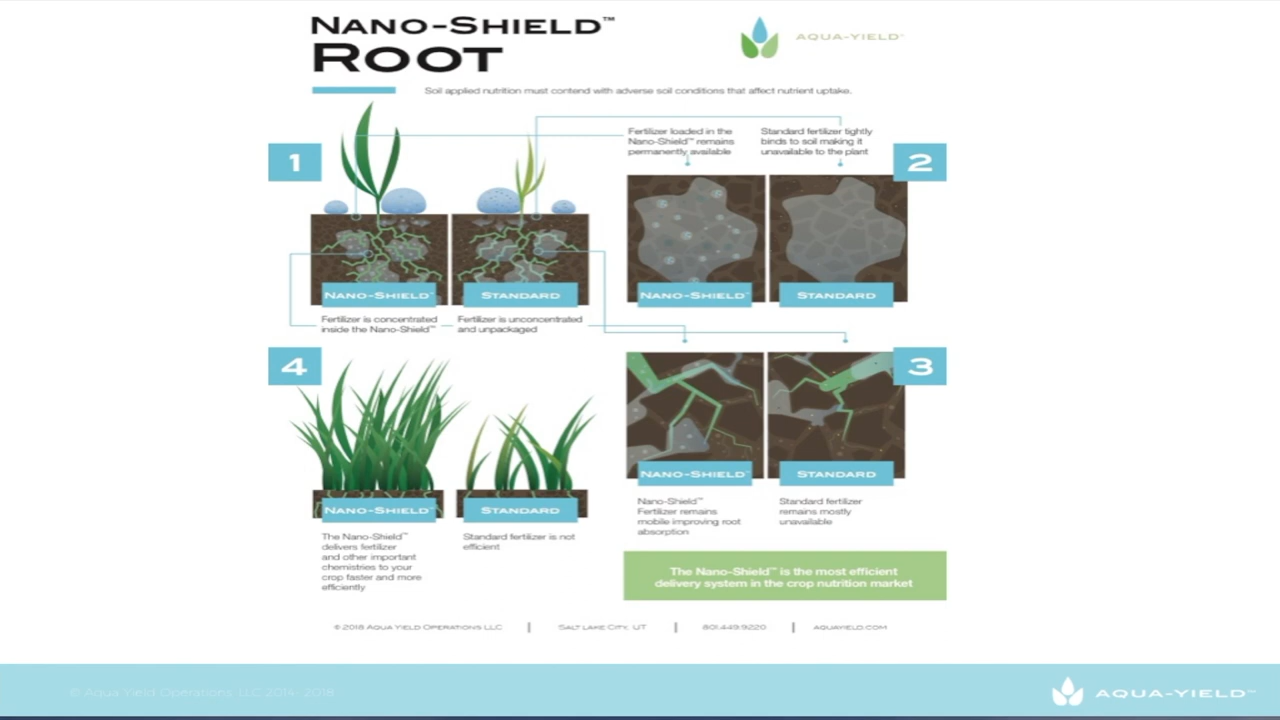 NANO-SHIELD™
ROOT
AQUA-YIELD
Soil applied nutrition must contend with adverse soil conditions that affect nutrient uptake.
1
Fertilizer loaded in the
Nano-Shield™ remains
permanently available
Standard fertilizer tightly
binds to soil making it
unavailable to the plant
2
NANO-SHIELD™
STANDARD
NANO-SHIELD™
STANDARD
Fertilizer is concentrated
inside the Nano-Shield™
Fertilizer is unconcentrated
and unpackaged
4
3
NANO-SHIELD™
STANDARD
NANO-SHIELD™
STANDARD
Nano-Shield™
Fertilizer remains
mobile improving root
absorption
Standard fertilizer
remains mostly
unavailable
The Nano-Shield™
delivers fertilizer
and other important
chemistries to your
crop faster and more
efficiently
Standard fertilizer is not
efficient
The Nano-Shield™ is the most efficient
delivery system in the crop nutrition market
© 2018 AQUA YIELD OPERATIONS LLC | SALT LAKE CITY, UT | 801.449.9220 | AQUAYIELD.COM
© Aqua Yield Operations LLC 2014-2018
AQUA-YIELD™